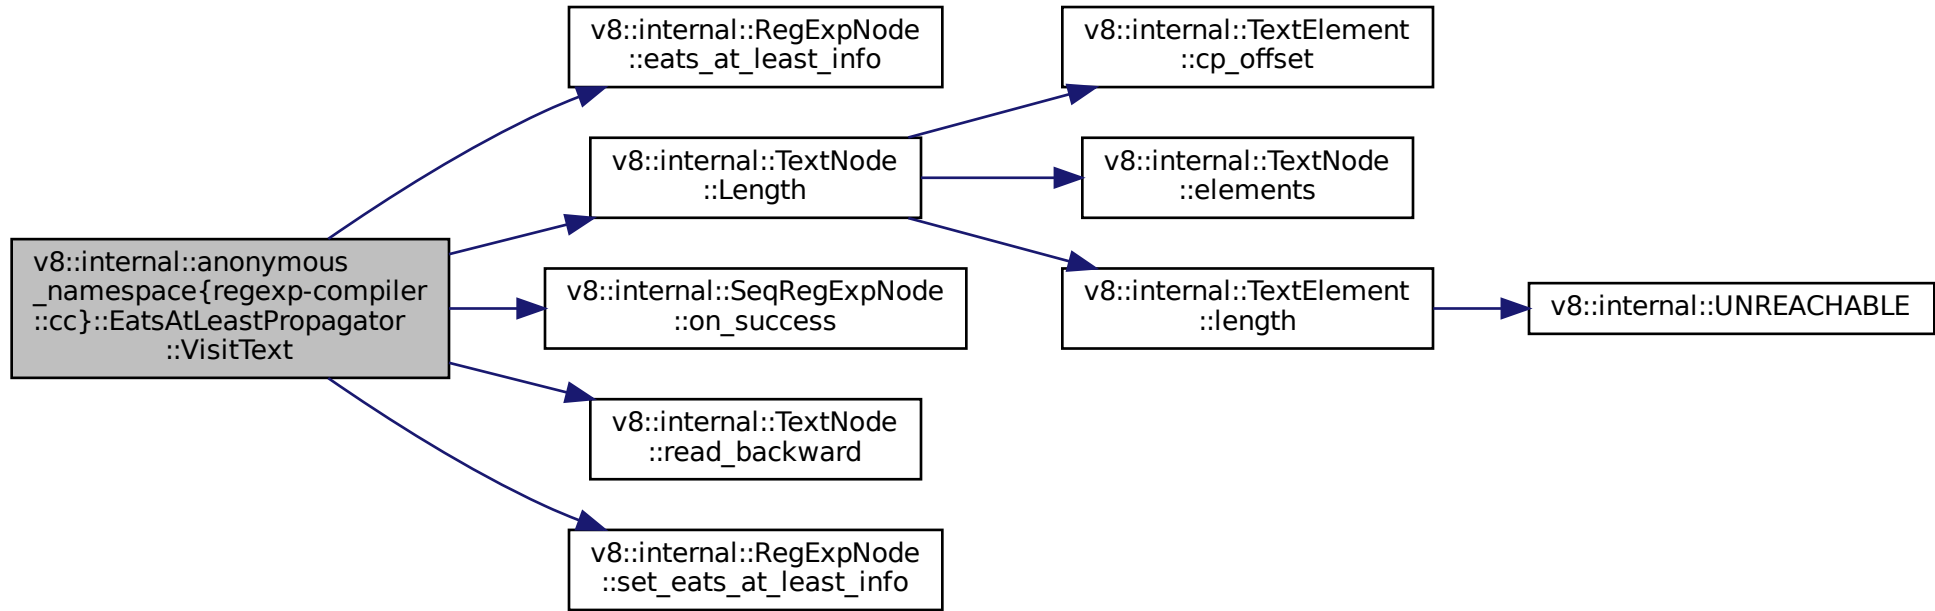 v8::internal::RegExpNode
::eats_at_least_info
v8::internal::TextElement
::cp_offset
v8::internal::TextNode
::Length
v8::internal::TextNode
::elements
v8::internal::anonymous
_namespace{regexp-compiler
::cc}::EatsAtLeastPropagator
::VisitText
v8::internal::SeqRegExpNode
::on_success
v8::internal::TextElement
::length
v8::internal::UNREACHABLE
v8::internal::TextNode
::read_backward
v8::internal::RegExpNode
::set_eats_at_least_info